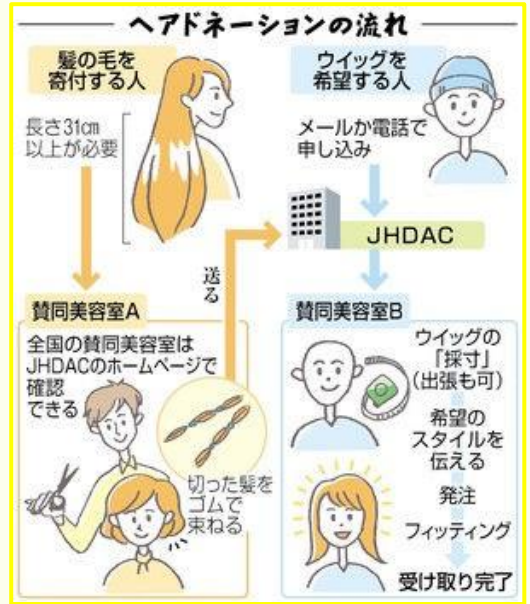 ヘアドネーションの流れ
髪の毛を
寄付する人
長さ31㎝
以上が必要
ウイッグを
希望する人
メールか電話で
申し込み
JHDAC
送る
賛同美容室A
全国の賛同美容室は
JHDACのホームページで
確認
できる
切った髪を
ゴムで
束ねる
賛同美容室B
ウイッグの
「採寸」
(出張も可)
希望の
スタイルを
伝える
発注
フィッティング
受け取り完了